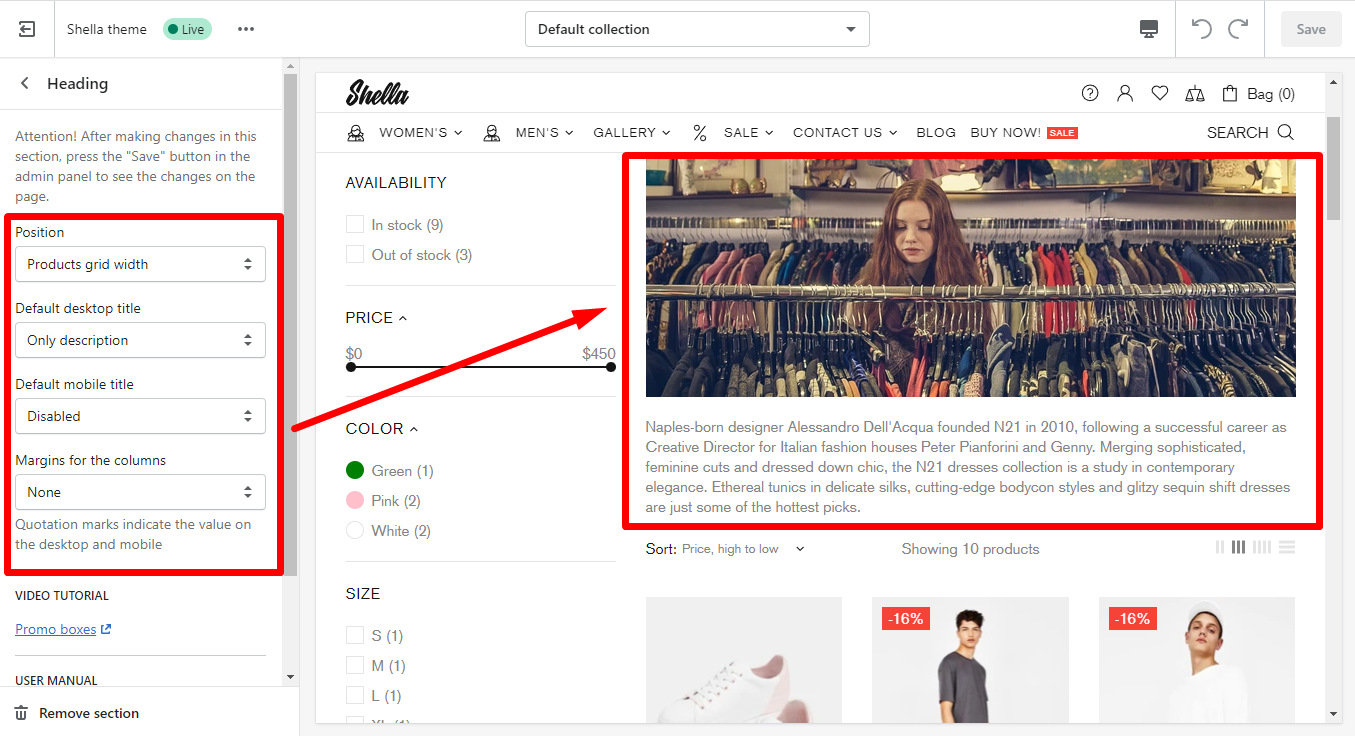 Shella theme
Live
Default collection
Save
Heading
Attention! After making changes in this
section, press the "Save" button in the
admin panel to see the changes on the
page.
Position
Products grid width
Default desktop title
Only description
Default mobile title
Disabled
Margins for the columns
None
Quotation marks indicate the value on
the desktop and mobile
VIDEO TUTORIAL
Promo boxes
USER MANUAL
Remove section
Shella
Bag (0)
WOMEN'S MEN'S GALLERY SALE CONTACT US BLOG BUY NOW! SALE SEARCH
AVAILABILITY
In stock (9)
Out of stock (3)
PRICE
$0 $450
COLOR
Green (1)
Pink (2)
White (2)
SIZE
S (1)
M (1)
L (1)
XL (1)
Naples-born designer Alessandro Dell'Acqua founded N21 in 2010, following a successful career as
Creative Director for Italian fashion houses Peter Pianforini and Genny. Merging sophisticated,
feminine cuts and dressed down chic, the N21 dresses collection is a study in contemporary
elegance. Ethereal tunics in delicate silks, cutting-edge bodycon styles and glitzy sequin shift dresses
are just some of the hottest picks.
Sort: Price, high to low Showing 10 products
-16% -16%